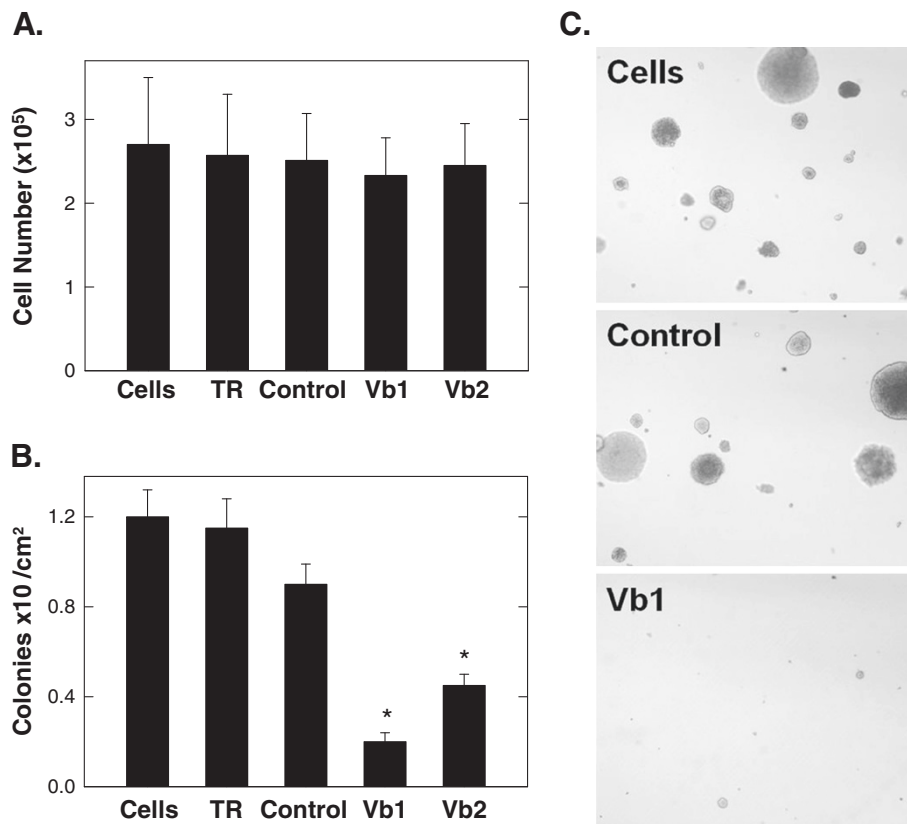 A.
Cell Number (x10⁵)
3
2
1
0
Cells TR Control Vb1 Vb2
B.
Colonies x10 /cm²
1.2
0.8
0.4
0.0
*
*
Cells TR Control Vb1 Vb2
C.
Cells
Control
Vb1